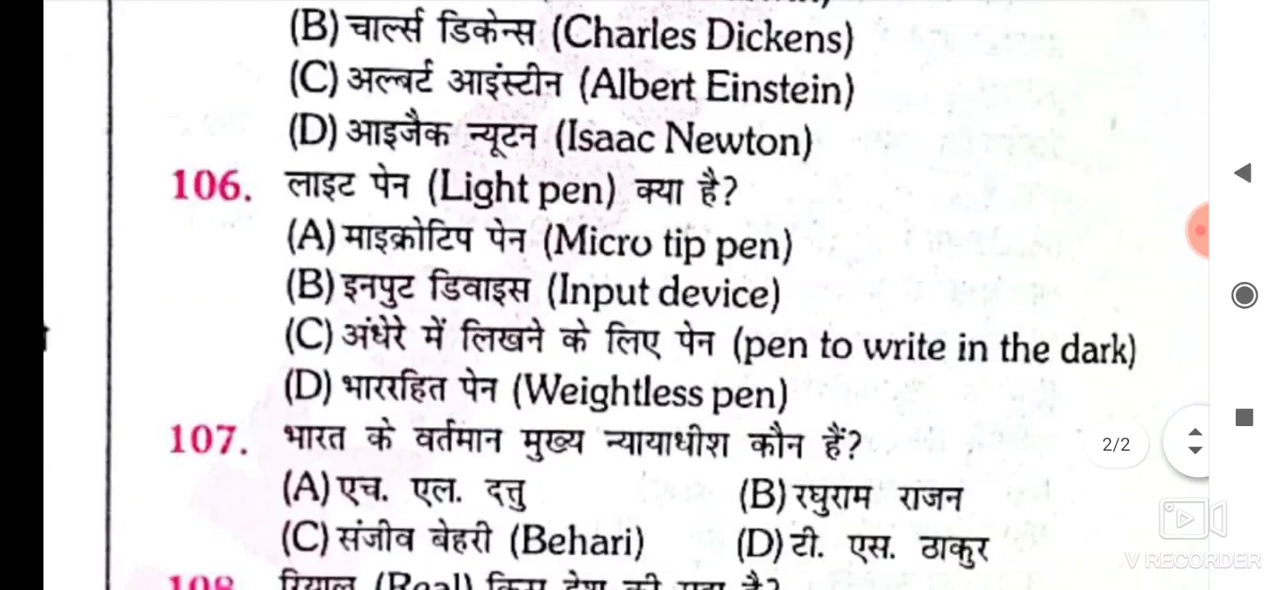 (B) चार्ल्स डिकेन्स (Charles Dickens)
(C) अल्बर्ट आइंस्टीन (Albert Einstein)
(D) आइजैक न्यूटन (Isaac Newton)
106. लाइट पेन (Light pen) क्या है?
(A) माइक्रोटिप पेन (Micro tip pen)
(B) इनपुट डिवाइस (Input device)
(C) अंधेरे में लिखने के लिए पेन (pen to write in the dark)
(D) भाररहित पेन (Weightless pen)
107. भारत के वर्तमान मुख्य न्यायाधीश कौन हैं?
2/2
(A) एच. एल. दत्तु (B) रघुराम राजन
(C) संजीव बेहरी (Behari) (D) टी. एस. ठाकुर
V RECORDER
108 रियाल (Real) किस देश की मुद्रा है?